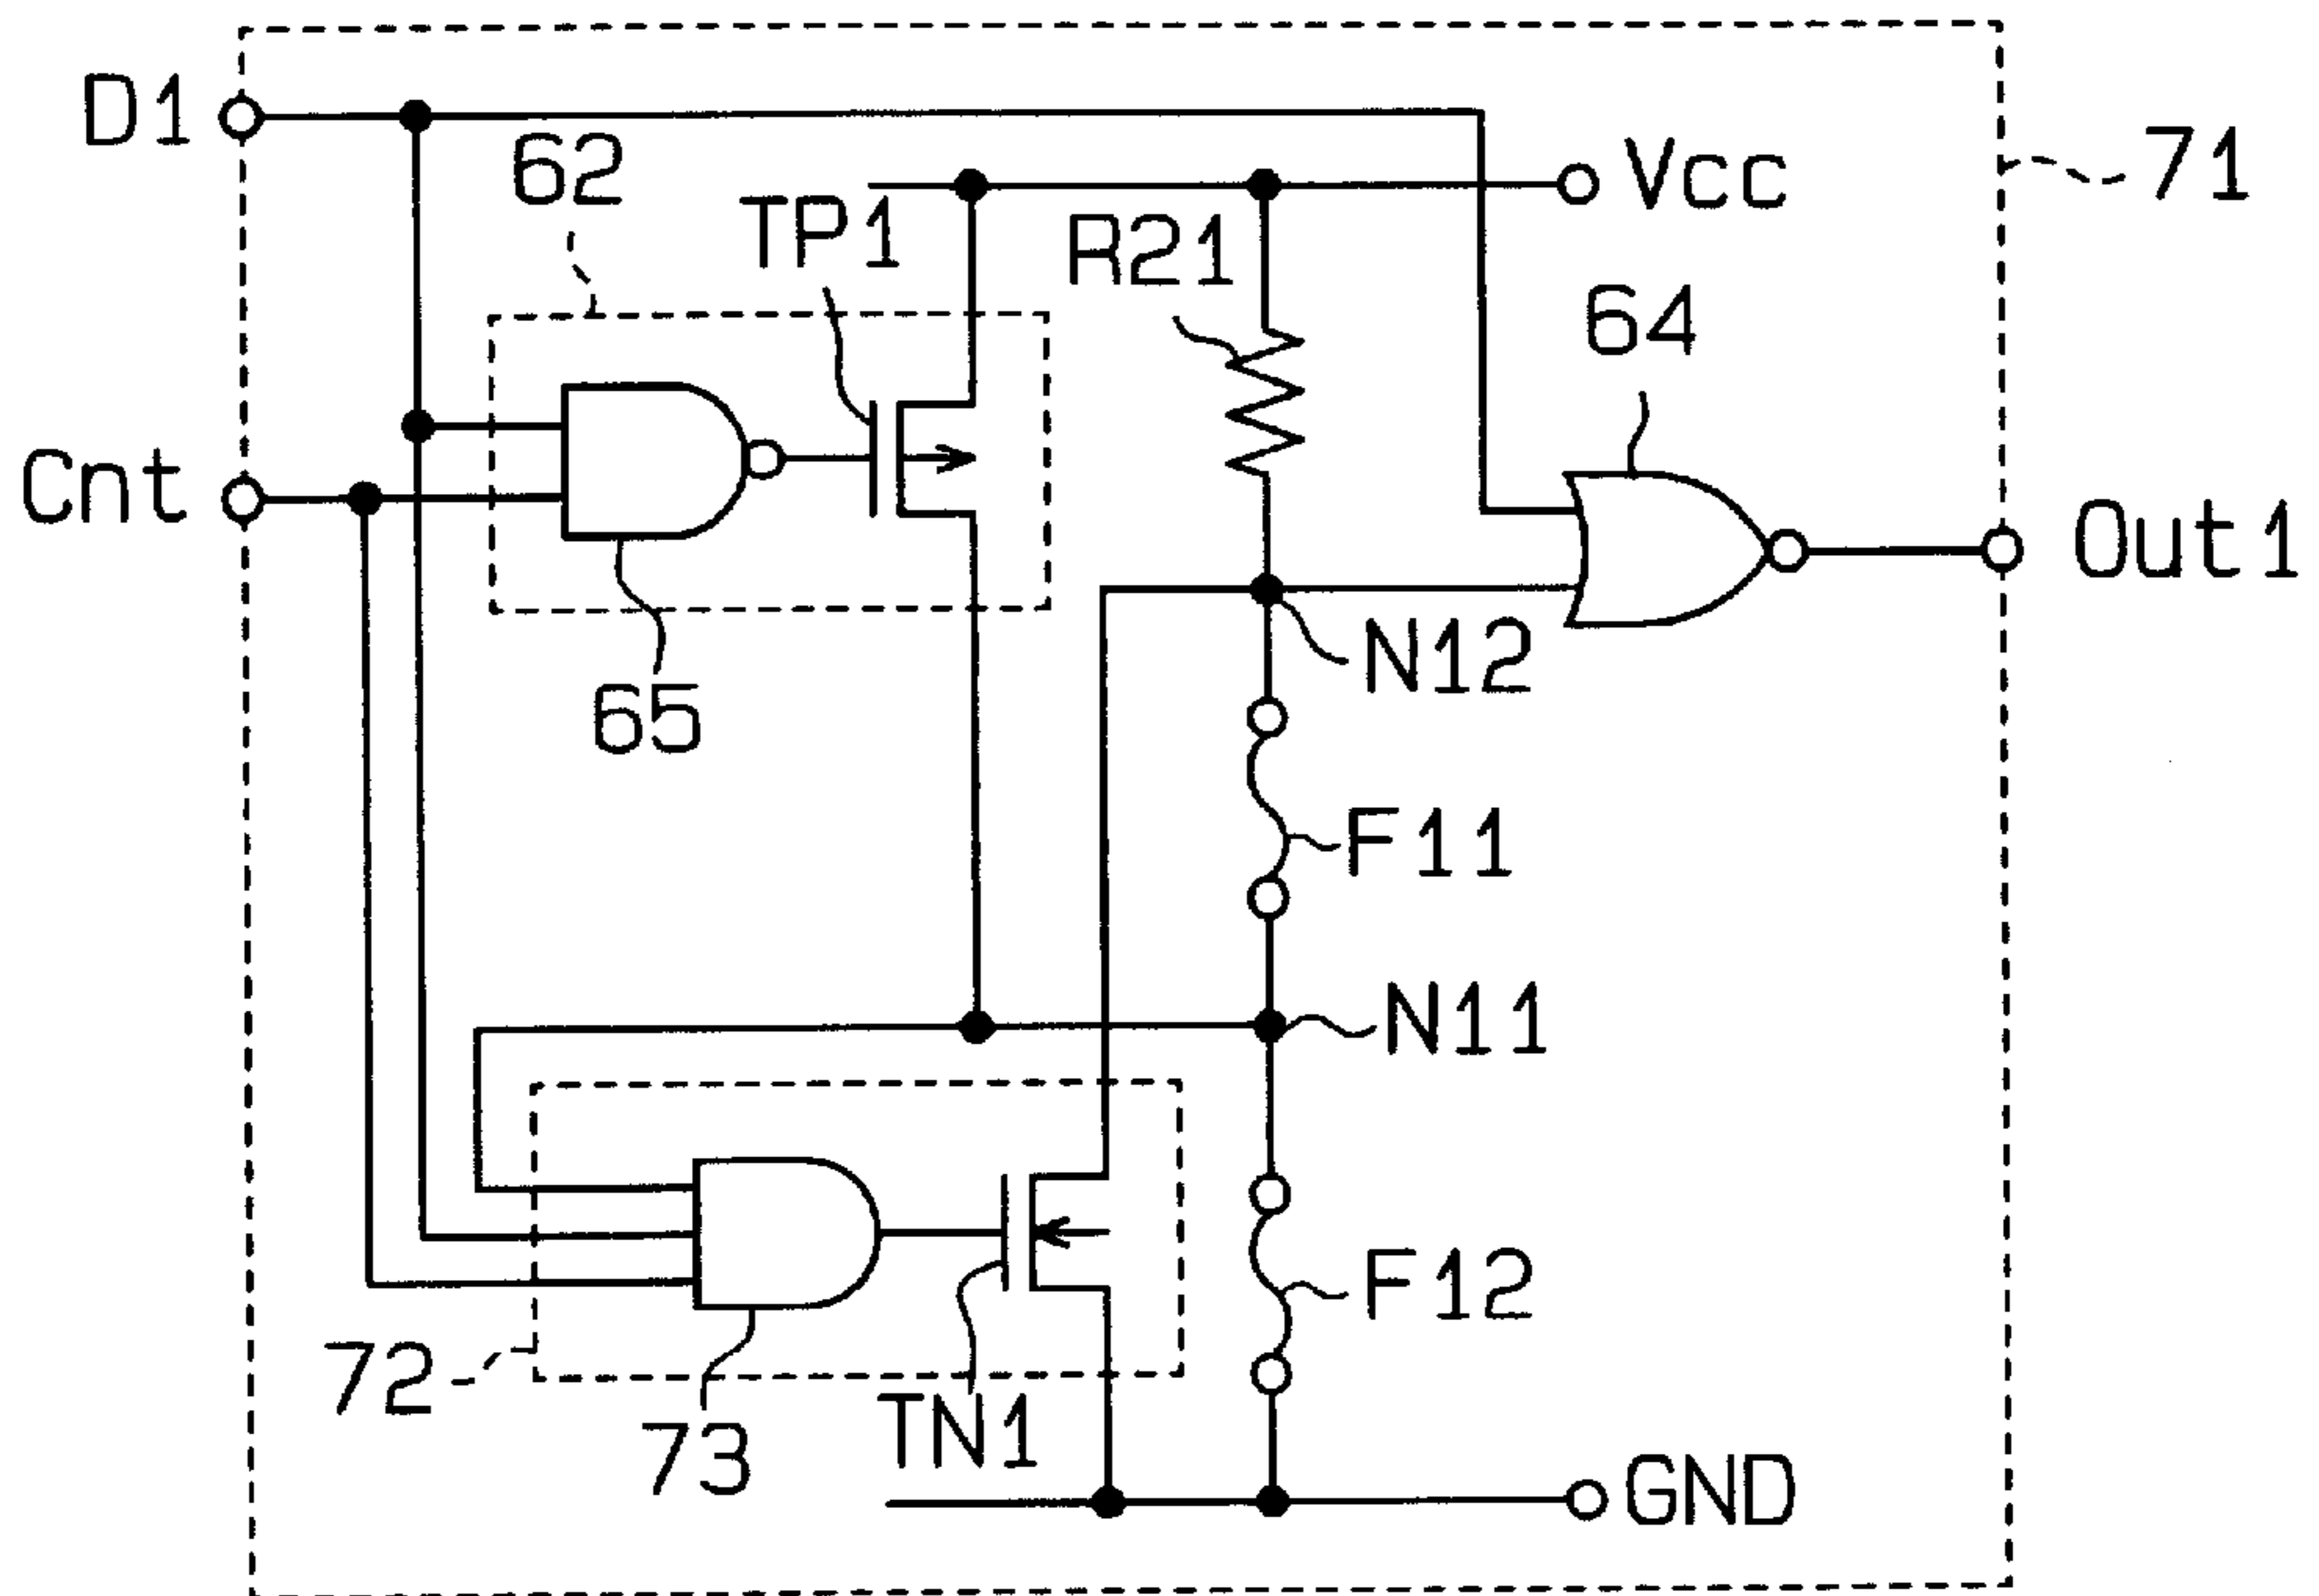 D1
62
TP1
Vcc
71
R21
64
Cnt
Out1
N12
65
F11
N11
F12
72
73
TN1
GND